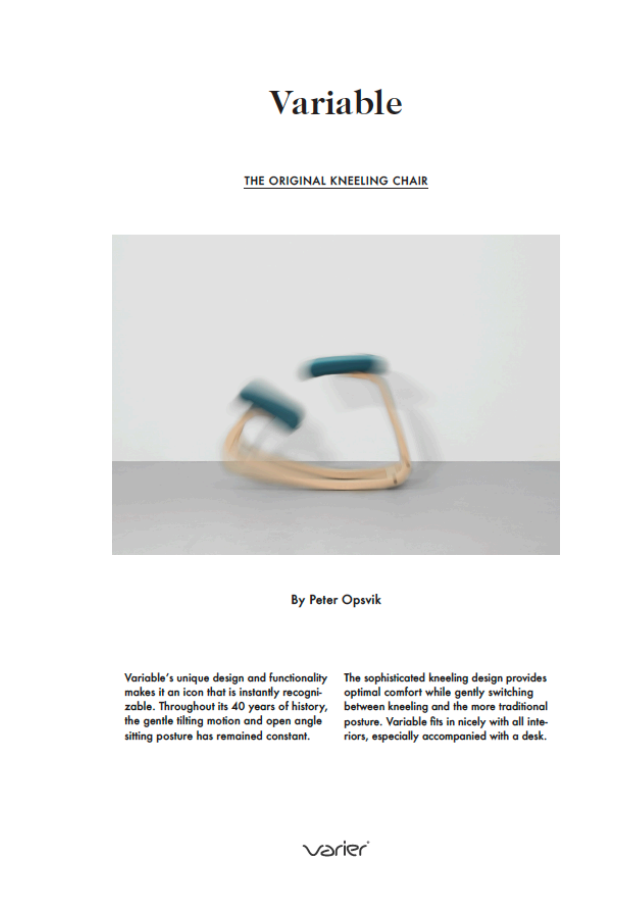 Variable
THE ORIGINAL KNEELING CHAIR
By Peter Opsvik
Variable's unique design and functionality
makes it an icon that is instantly recogni-
zable. Throughout its 40 years of history,
the gentle tilting motion and open angle
sitting posture has remained constant.
The sophisticated kneeling design provides
optimal comfort while gently switching
between kneeling and the more traditional
posture. Variable fits in nicely with all inte-
riors, especially accompanied with a desk.
varier